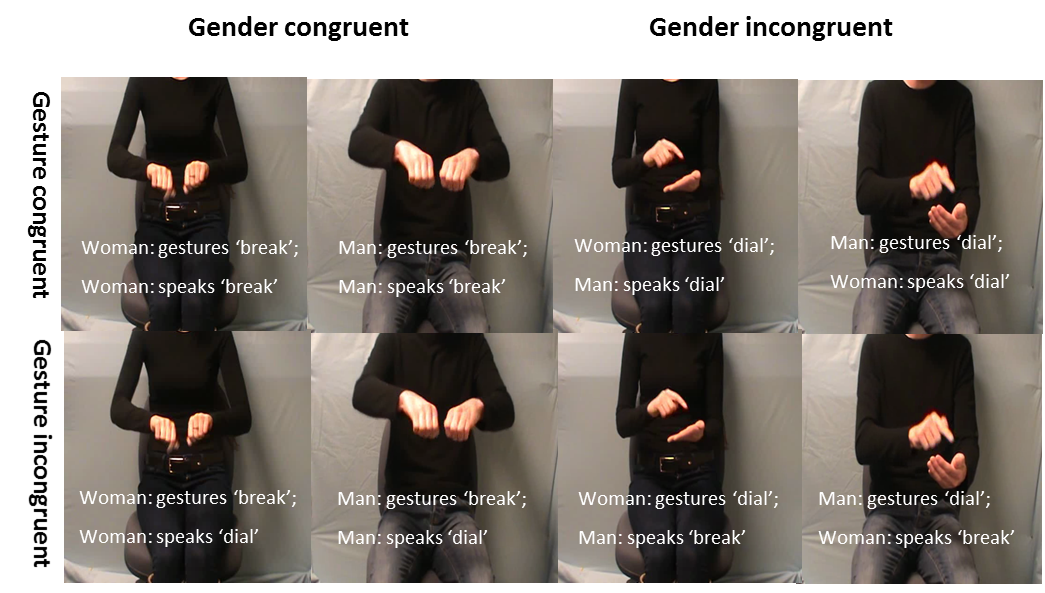 Gender congruent
Gender incongruent
Gesture congruent
Woman: gestures ‘break’;
Woman: speaks ‘break’
Man: gestures ‘break’;
Man: speaks ‘break’
Woman: gestures ‘dial’;
Man: speaks ‘dial’
Man: gestures ‘dial’;
Woman: speaks ‘dial’
Gesture incongruent
Woman: gestures ‘break’;
Woman: speaks ‘dial’
Man: gestures ‘break’;
Man: speaks ‘dial’
Woman: gestures ‘dial’;
Man: speaks ‘break’
Man: gestures ‘dial’;
Woman: speaks ‘break’